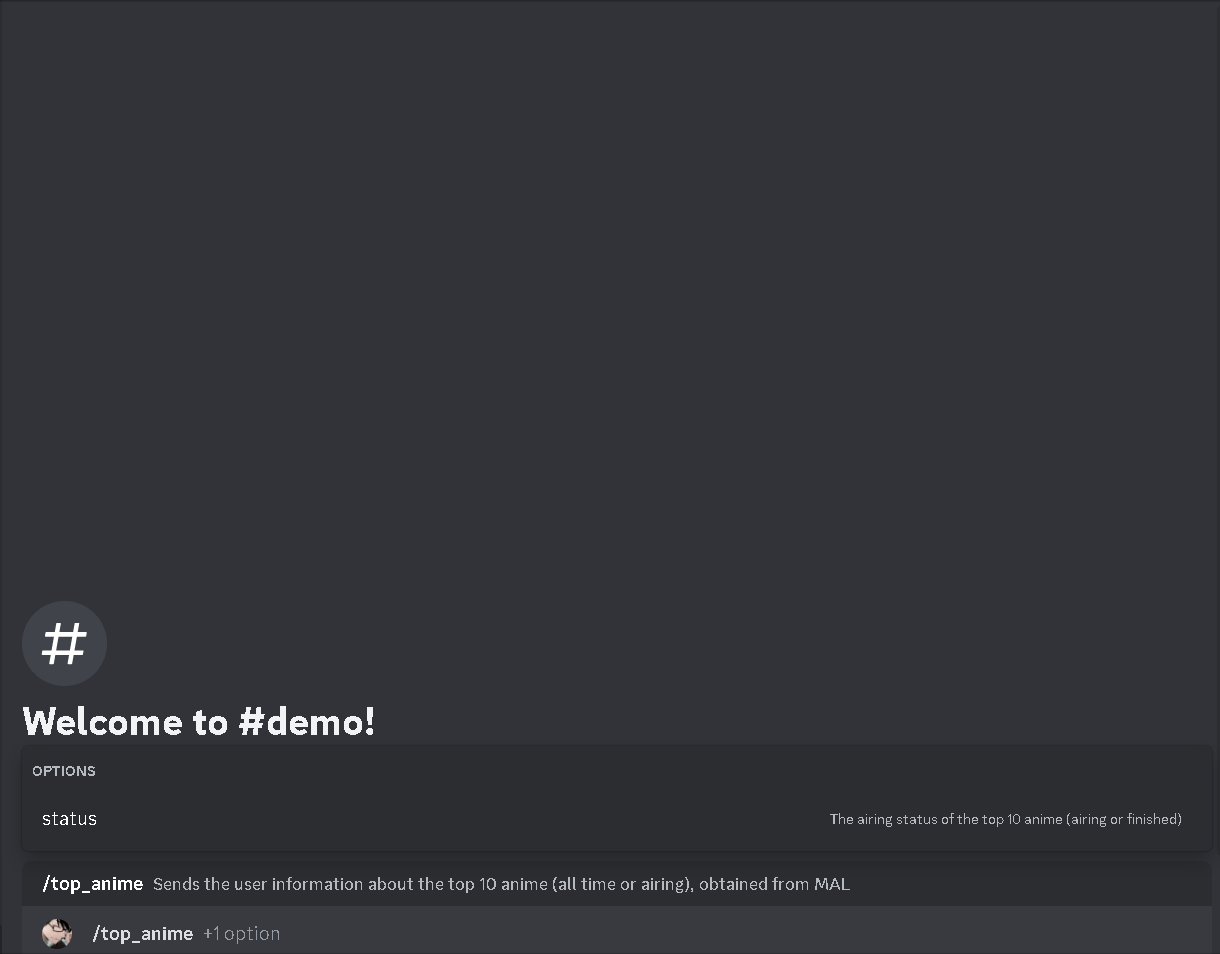 Welcome to #demo!
OPTIONS
status The airing status of the top 10 anime (airing or finished)
/top_anime Sends the user information about the top 10 anime (all time or airing), obtained from MAL
/top_anime +1 option